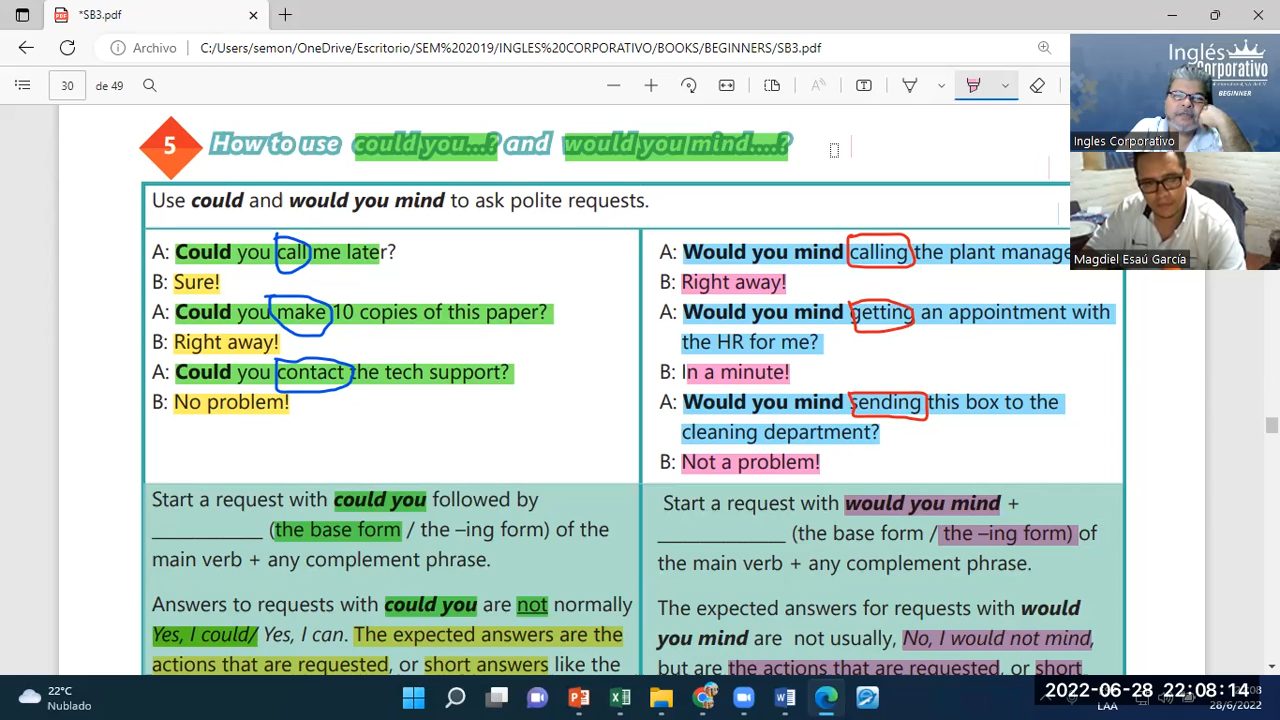 *SB3.pdf
Archivo
C:/Users/semon/OneDrive/Escritorio/SEM%202019/INGLES%20CORPORATIVO/BOOKS/BEGINNERS/SB3.pdf
30 de 49
Inglés
Corporativo
BEGINNER
Ingles Corporativo
Magdiel Esaú García
5 How to use could you...? and would you mind....?
Use could and would you mind to ask polite requests.
A: Could you call me later?
B: Sure!
A: Could you make 10 copies of this paper?
B: Right away!
A: Could you contact the tech support?
B: No problem!
A: Would you mind calling the plant manage
B: Right away!
A: Would you mind getting an appointment with
the HR for me?
B: In a minute!
A: Would you mind sending this box to the
cleaning department?
B: Not a problem!
Start a request with could you followed by
____________ (the base form / the –ing form) of the
main verb + any complement phrase.
Answers to requests with could you are not normally
Yes, I could/ Yes, I can. The expected answers are the
actions that are requested, or short answers like the
Start a request with would you mind +
______________ (the base form / the –ing form) of
the main verb + any complement phrase.
The expected answers for requests with would
you mind are not usually, No, I would not mind,
but are the actions that are requested, or short
22°C
Nublado
2022-06-28 22:08:14
LAA
28/6/2022